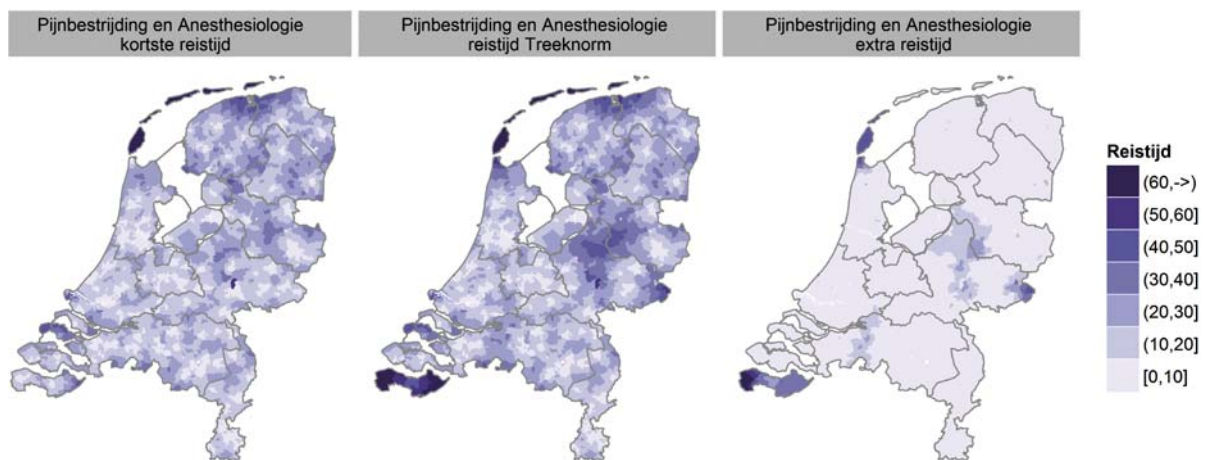 Pijnbestrijding en Anesthesiologie
kortste reistijd
Pijnbestrijding en Anesthesiologie
reistijd Treeknorm
Pijnbestrijding en Anesthesiologie
extra reistijd
Reistijd
(60,->)
(50,60]
(40,50]
(30,40]
(20,30]
(10,20]
[0,10]